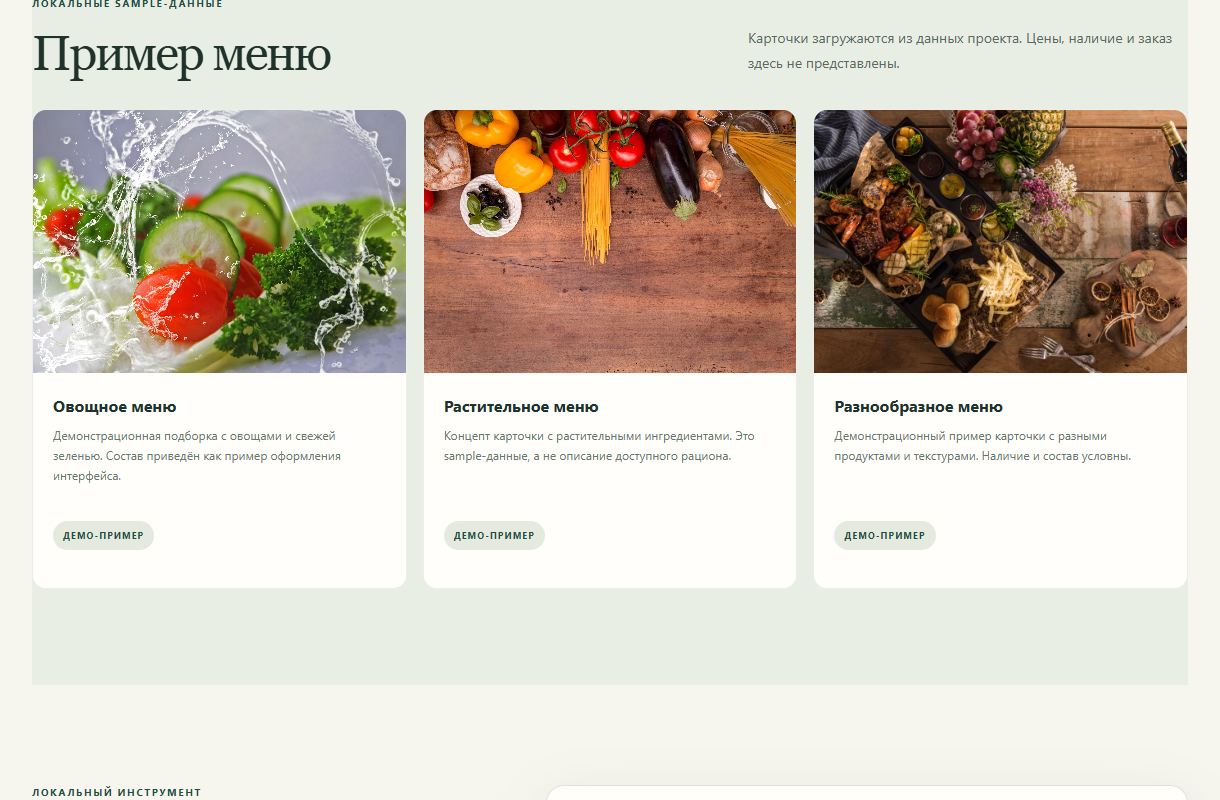 ЛОКАЛЬНЫЕ SAMPLE-ДАННЫЕ
Пример меню
Карточки загружаются из данных проекта. Цены, наличие и заказ
здесь не представлены.
Овощное меню
Демонстрационная подборка с овощами и свежей
зеленью. Состав приведён как пример оформления
интерфейса.
ДЕМО-ПРИМЕР
Растительное меню
Концепт карточки с растительными ингредиентами. Это
sample-данные, а не описание доступного рациона.
ДЕМО-ПРИМЕР
Разнообразное меню
Демонстрационный пример карточки с разными
продуктами и текстурами. Наличие и состав условны.
ДЕМО-ПРИМЕР
ЛОКАЛЬНЫЙ ИНСТРУМЕНТ